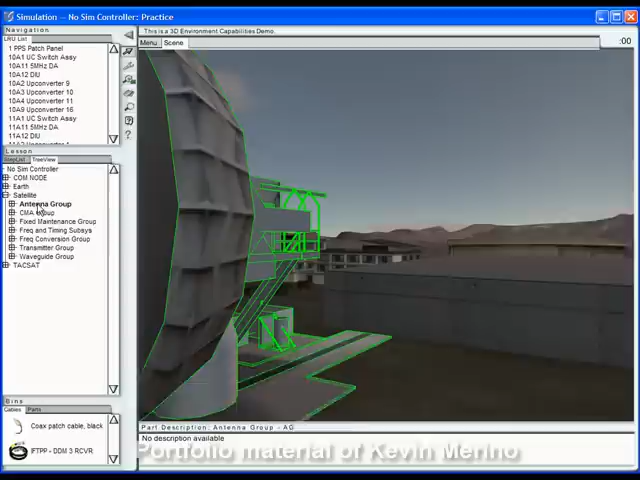 Simulation — No Sim Controller: Practice
Navigation
LRU List
1 PPS Patch Panel
10A1 UC Switch Assy
10A11 5MHz DA
10A12 DIU
10A2 Upconverter 9
10A3 Upconverter 10
10A4 Upconverter 11
10A9 Upconverter 16
11A1 UC Switch Assy
11A11 5MHz DA
11A12 DIU
Lesson
StepList TreeView
No Sim Controller
COM NODE
Earth
Satellite
Antenna Group
CMA Group
Fixed Maintenance Group
Freq and Timing Subsys
Freq Conversion Group
Transmitter Group
Waveguide Group
TACSAT
Bins
Cables Parts
Coax patch cable, black
IFTPP - DDM 3 RCVR
This is a 3D Environment Capabilities Demo.
Menu Scene
:00
Part Description: Antenna Group - AG
No description available
Portfolio material of Kevin Merino